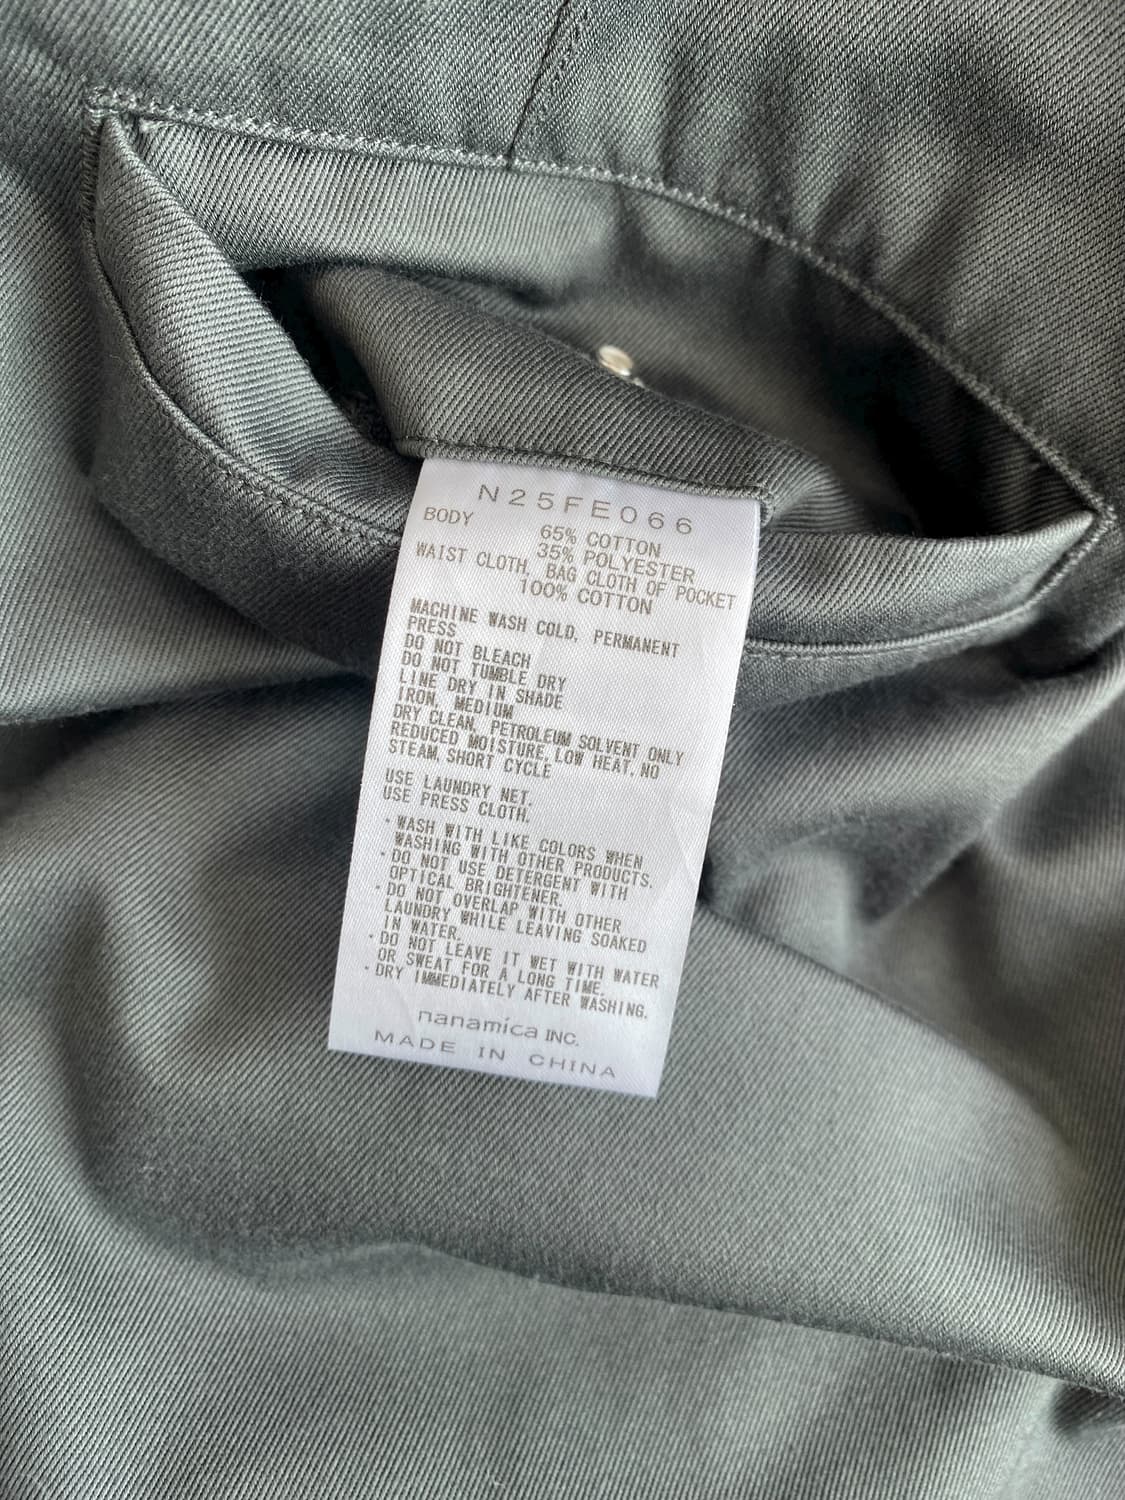 N25FE066
BODY 65% COTTON
35% POLYESTER
WAIST CLOTH, BAG CLOTH OF POCKET
100% COTTON
MACHINE WASH COLD, PERMANENT
PRESS
DO NOT BLEACH
DO NOT TUMBLE DRY
LINE DRY IN SHADE
IRON, MEDIUM
DRY CLEAN, PETROLEUM SOLVENT ONLY
REDUCED MOISTURE, LOW HEAT, NO
STEAM, SHORT CYCLE
USE LAUNDRY NET.
USE PRESS CLOTH.
・WASH WITH LIKE COLORS WHEN
WASHING WITH OTHER PRODUCTS.
・DO NOT USE DETERGENT WITH
OPTICAL BRIGHTENER.
・DO NOT OVERLAP WITH OTHER
LAUNDRY WHILE LEAVING SOAKED
IN WATER.
・DO NOT LEAVE IT WET WITH WATER
OR SWEAT FOR A LONG TIME.
・DRY IMMEDIATELY AFTER WASHING.
nanamica INC.
MADE IN CHINA